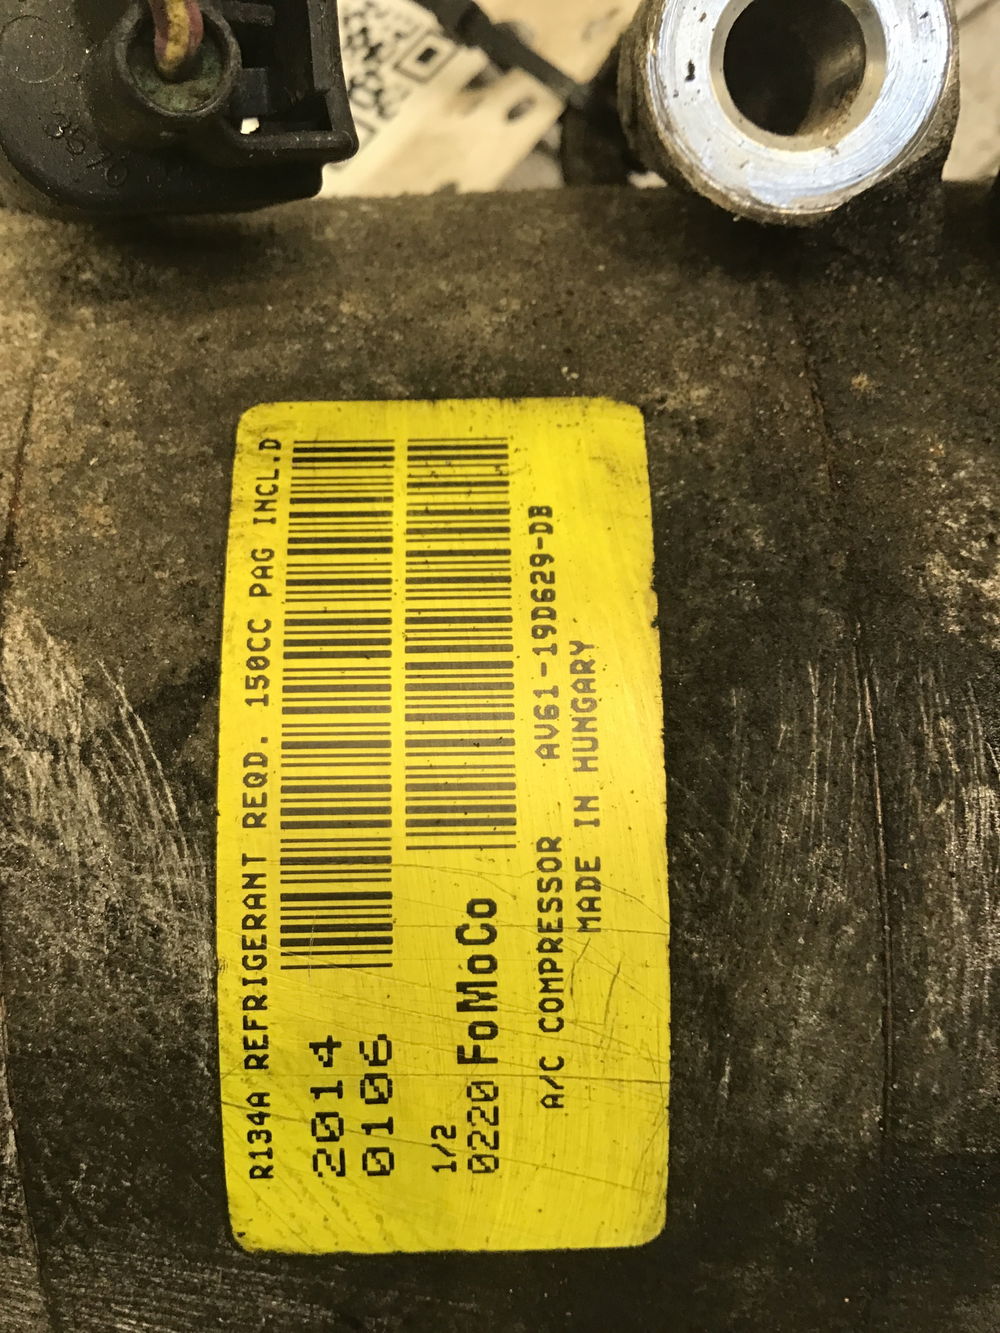 R134A REFRIGERANT REQD. 150CC PAG INCL.D
2014
0106
1/2
0220 FoMoCo
A/C COMPRESSOR AV61-19D629-DB
MADE IN HUNGARY